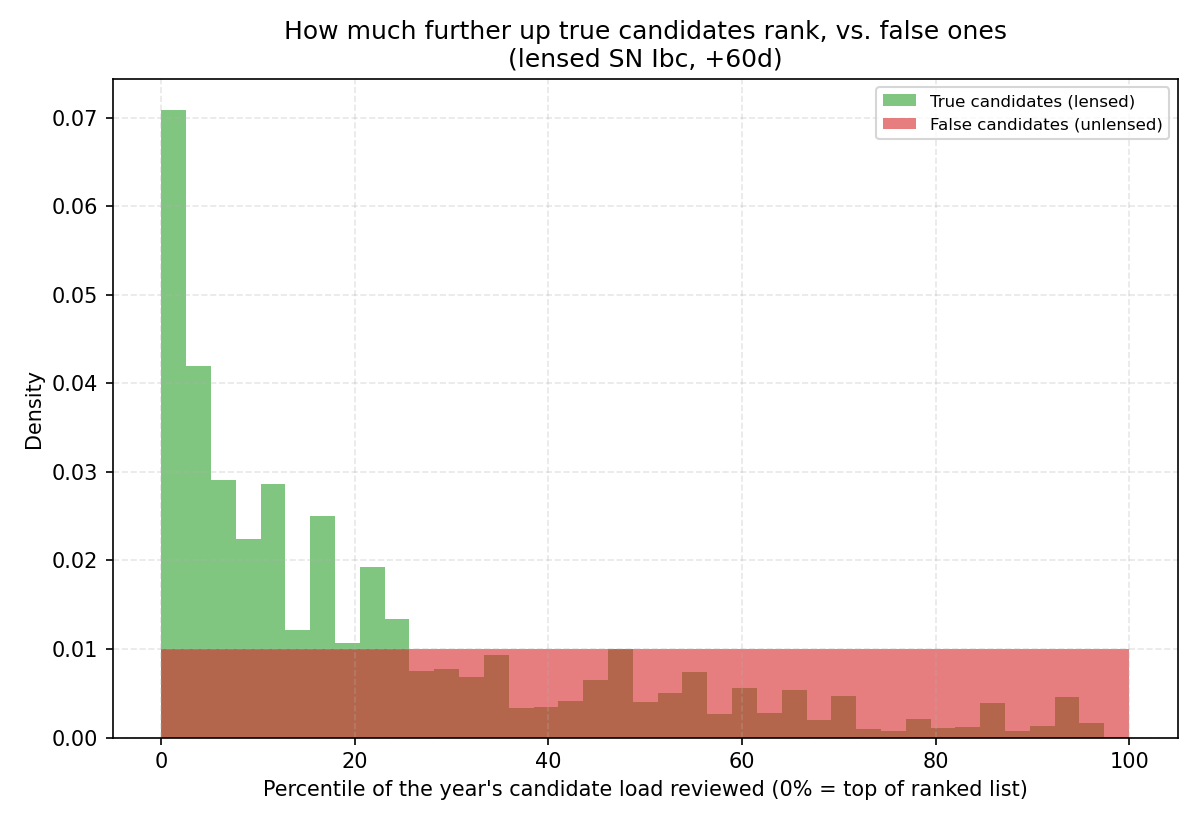 How much further up true candidates rank, vs. false ones
(lensed SN Ibc, +60d)
True candidates (lensed)
False candidates (unlensed)
Density
0.07
0.06
0.05
0.04
0.03
0.02
0.01
0.00
0 20 40 60 80 100
Percentile of the year's candidate load reviewed (0% = top of ranked list)